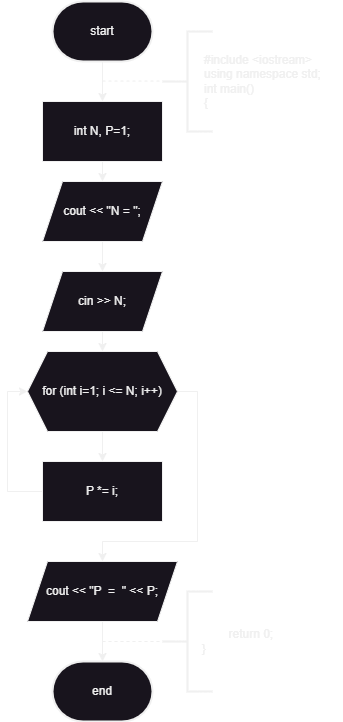 start
#include <iostream>
using namespace std;
int main()
{
int N, P=1;
cout << "N = ";
cin >> N;
for (int i=1; i <= N; i++)
P *= i;
cout << "P  =  " << P;
return 0;
}
end